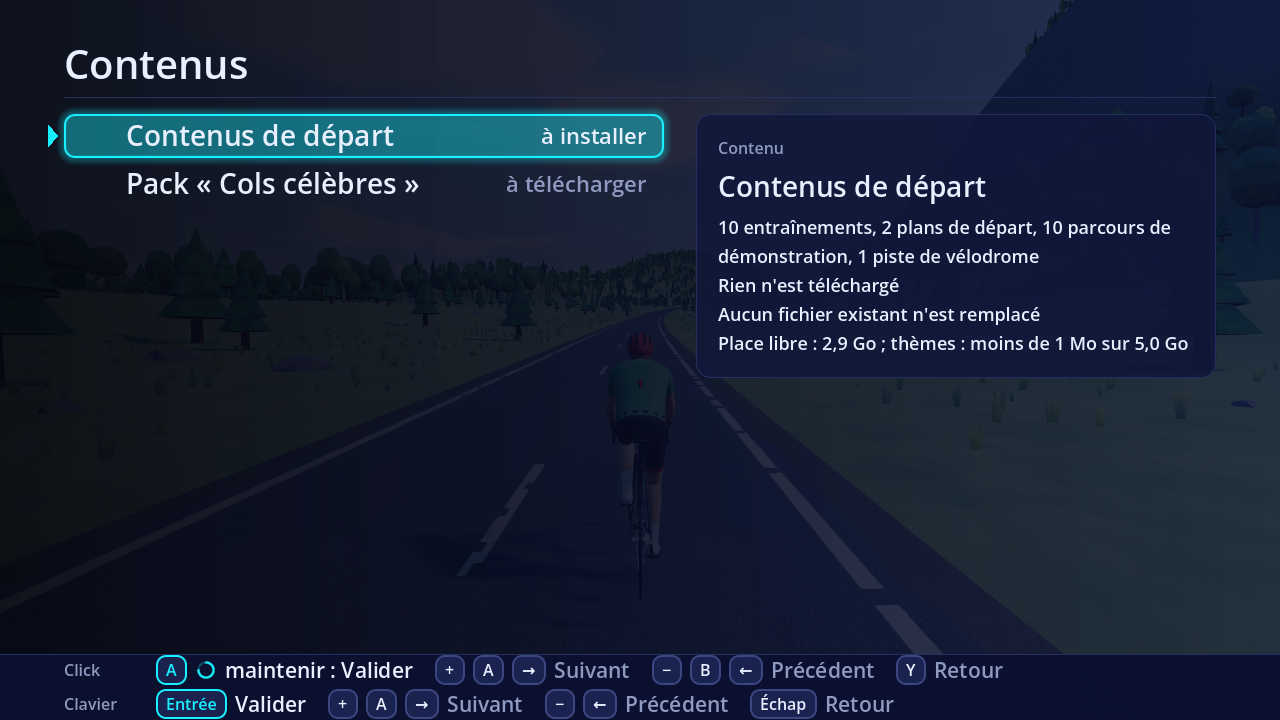 Contenus
Contenus de départ à installer
Pack « Cols célèbres » à télécharger
Contenu
Contenus de départ
10 entraînements, 2 plans de départ, 10 parcours de
démonstration, 1 piste de vélodrome
Rien n'est téléchargé
Aucun fichier existant n'est remplacé
Place libre : 2,9 Go ; thèmes : moins de 1 Mo sur 5,0 Go
Click A maintenir : Valider + A → Suivant − B ← Précédent Y Retour
Clavier Entrée Valider + A → Suivant − ← Précédent Échap Retour